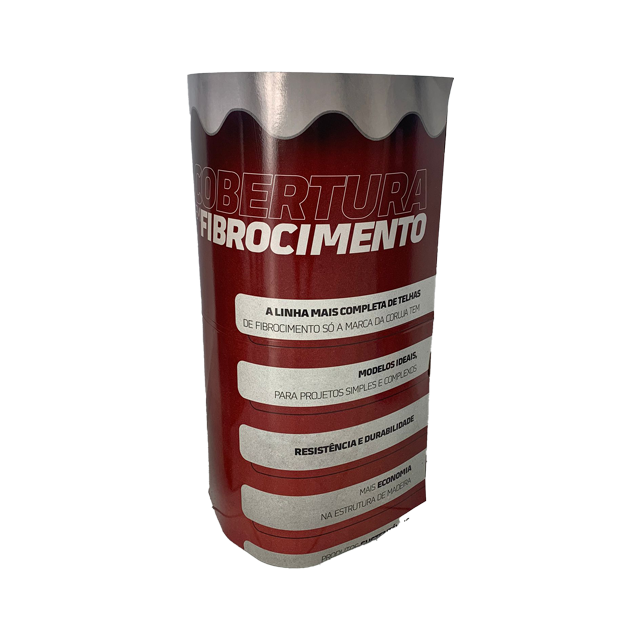 COBERTURA
FIBROCIMENTO
A LINHA MAIS COMPLETA DE TELHAS
DE FIBROCIMENTO SÓ A MARCA DA CORUJA TEM
MODELOS IDEAIS,
PARA PROJETOS SIMPLES E COMPLEXOS
RESISTÊNCIA E DURABILIDADE
MAIS ECONOMIA
NA ESTRUTURA DE MADEIRA